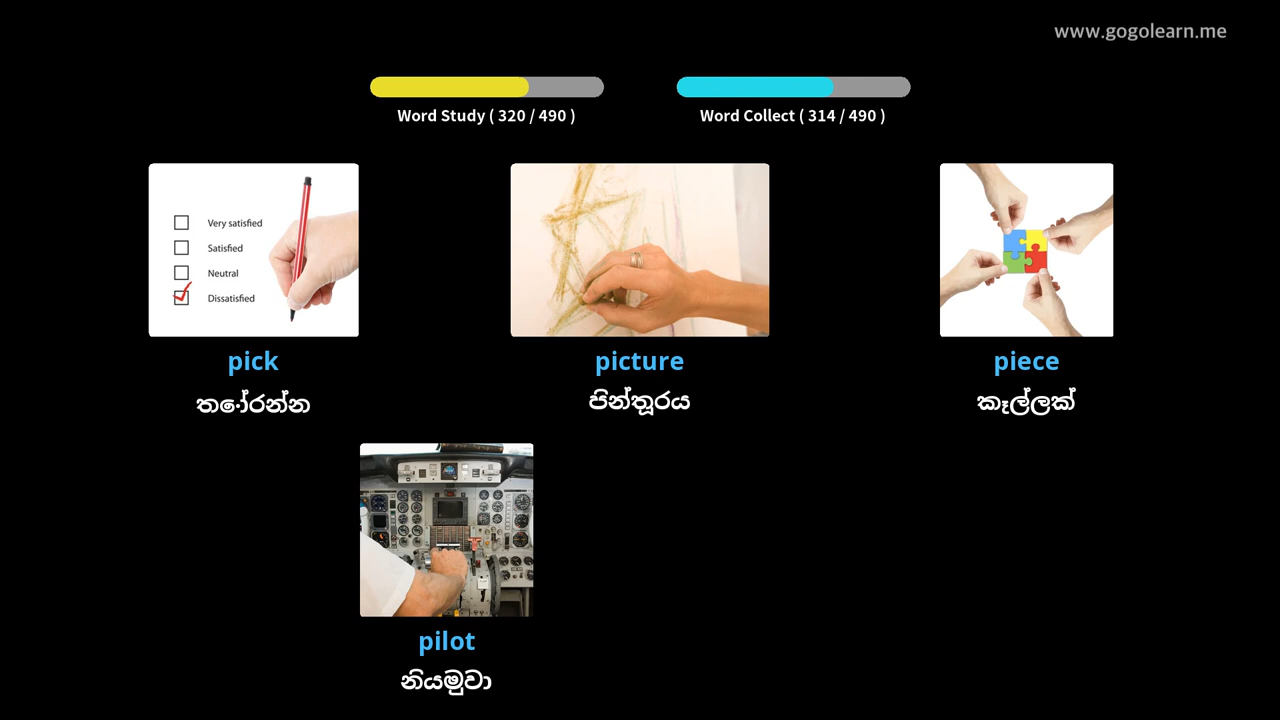 www.gogolearn.me
Word Study ( 320 / 490 )
Word Collect ( 314 / 490 )
Very satisfied
Satisfied
Neutral
Dissatisfied
pick
picture
piece
තෝරන්න
පින්තූරය
කෑල්ලක්
pilot
නියමුවා